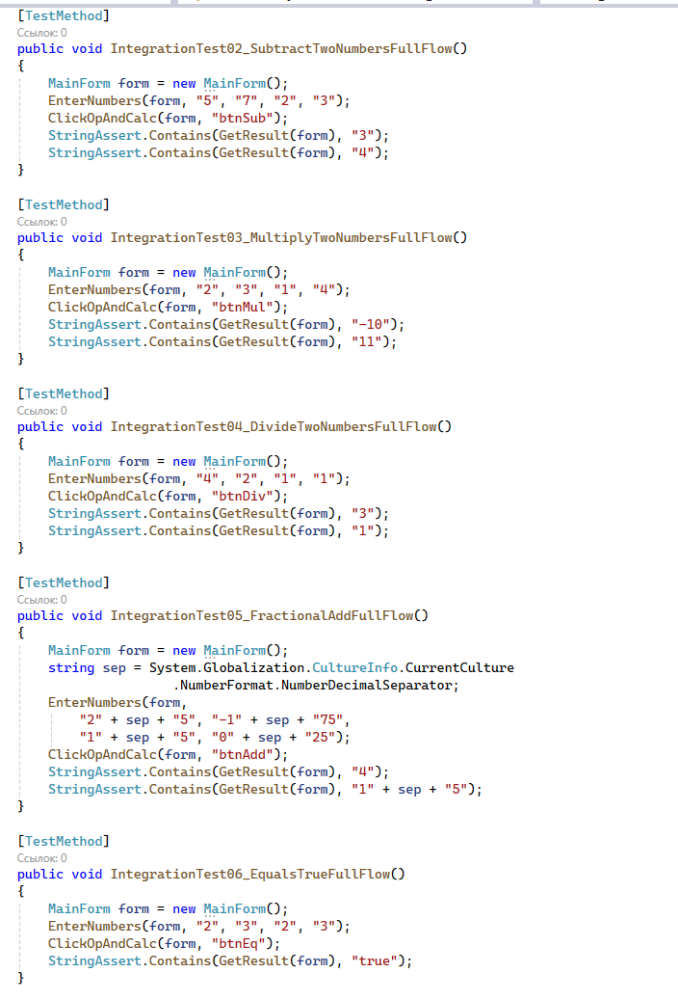 [TestMethod]
Ссылок: 0
public void IntegrationTest02_SubtractTwoNumbersFullFlow()
{
    MainForm form = new MainForm();
    EnterNumbers(form, "5", "7", "2", "3");
    ClickOpAndCalc(form, "btnSub");
    StringAssert.Contains(GetResult(form), "3");
    StringAssert.Contains(GetResult(form), "4");
}
[TestMethod]
Ссылок: 0
public void IntegrationTest03_MultiplyTwoNumbersFullFlow()
{
    MainForm form = new MainForm();
    EnterNumbers(form, "2", "3", "1", "4");
    ClickOpAndCalc(form, "btnMul");
    StringAssert.Contains(GetResult(form), "-10");
    StringAssert.Contains(GetResult(form), "11");
}
[TestMethod]
Ссылок: 0
public void IntegrationTest04_DivideTwoNumbersFullFlow()
{
    MainForm form = new MainForm();
    EnterNumbers(form, "4", "2", "1", "1");
    ClickOpAndCalc(form, "btnDiv");
    StringAssert.Contains(GetResult(form), "3");
    StringAssert.Contains(GetResult(form), "1");
}
[TestMethod]
Ссылок: 0
public void IntegrationTest05_FractionalAddFullFlow()
{
    MainForm form = new MainForm();
    string sep = System.Globalization.CultureInfo.CurrentCulture
                    .NumberFormat.NumberDecimalSeparator;
    EnterNumbers(form,
        "2" + sep + "5", "-1" + sep + "75",
        "1" + sep + "5", "0" + sep + "25");
    ClickOpAndCalc(form, "btnAdd");
    StringAssert.Contains(GetResult(form), "4");
    StringAssert.Contains(GetResult(form), "1" + sep + "5");
}
[TestMethod]
Ссылок: 0
public void IntegrationTest06_EqualsTrueFullFlow()
{
    MainForm form = new MainForm();
    EnterNumbers(form, "2", "3", "2", "3");
    ClickOpAndCalc(form, "btnEq");
    StringAssert.Contains(GetResult(form), "true");
}